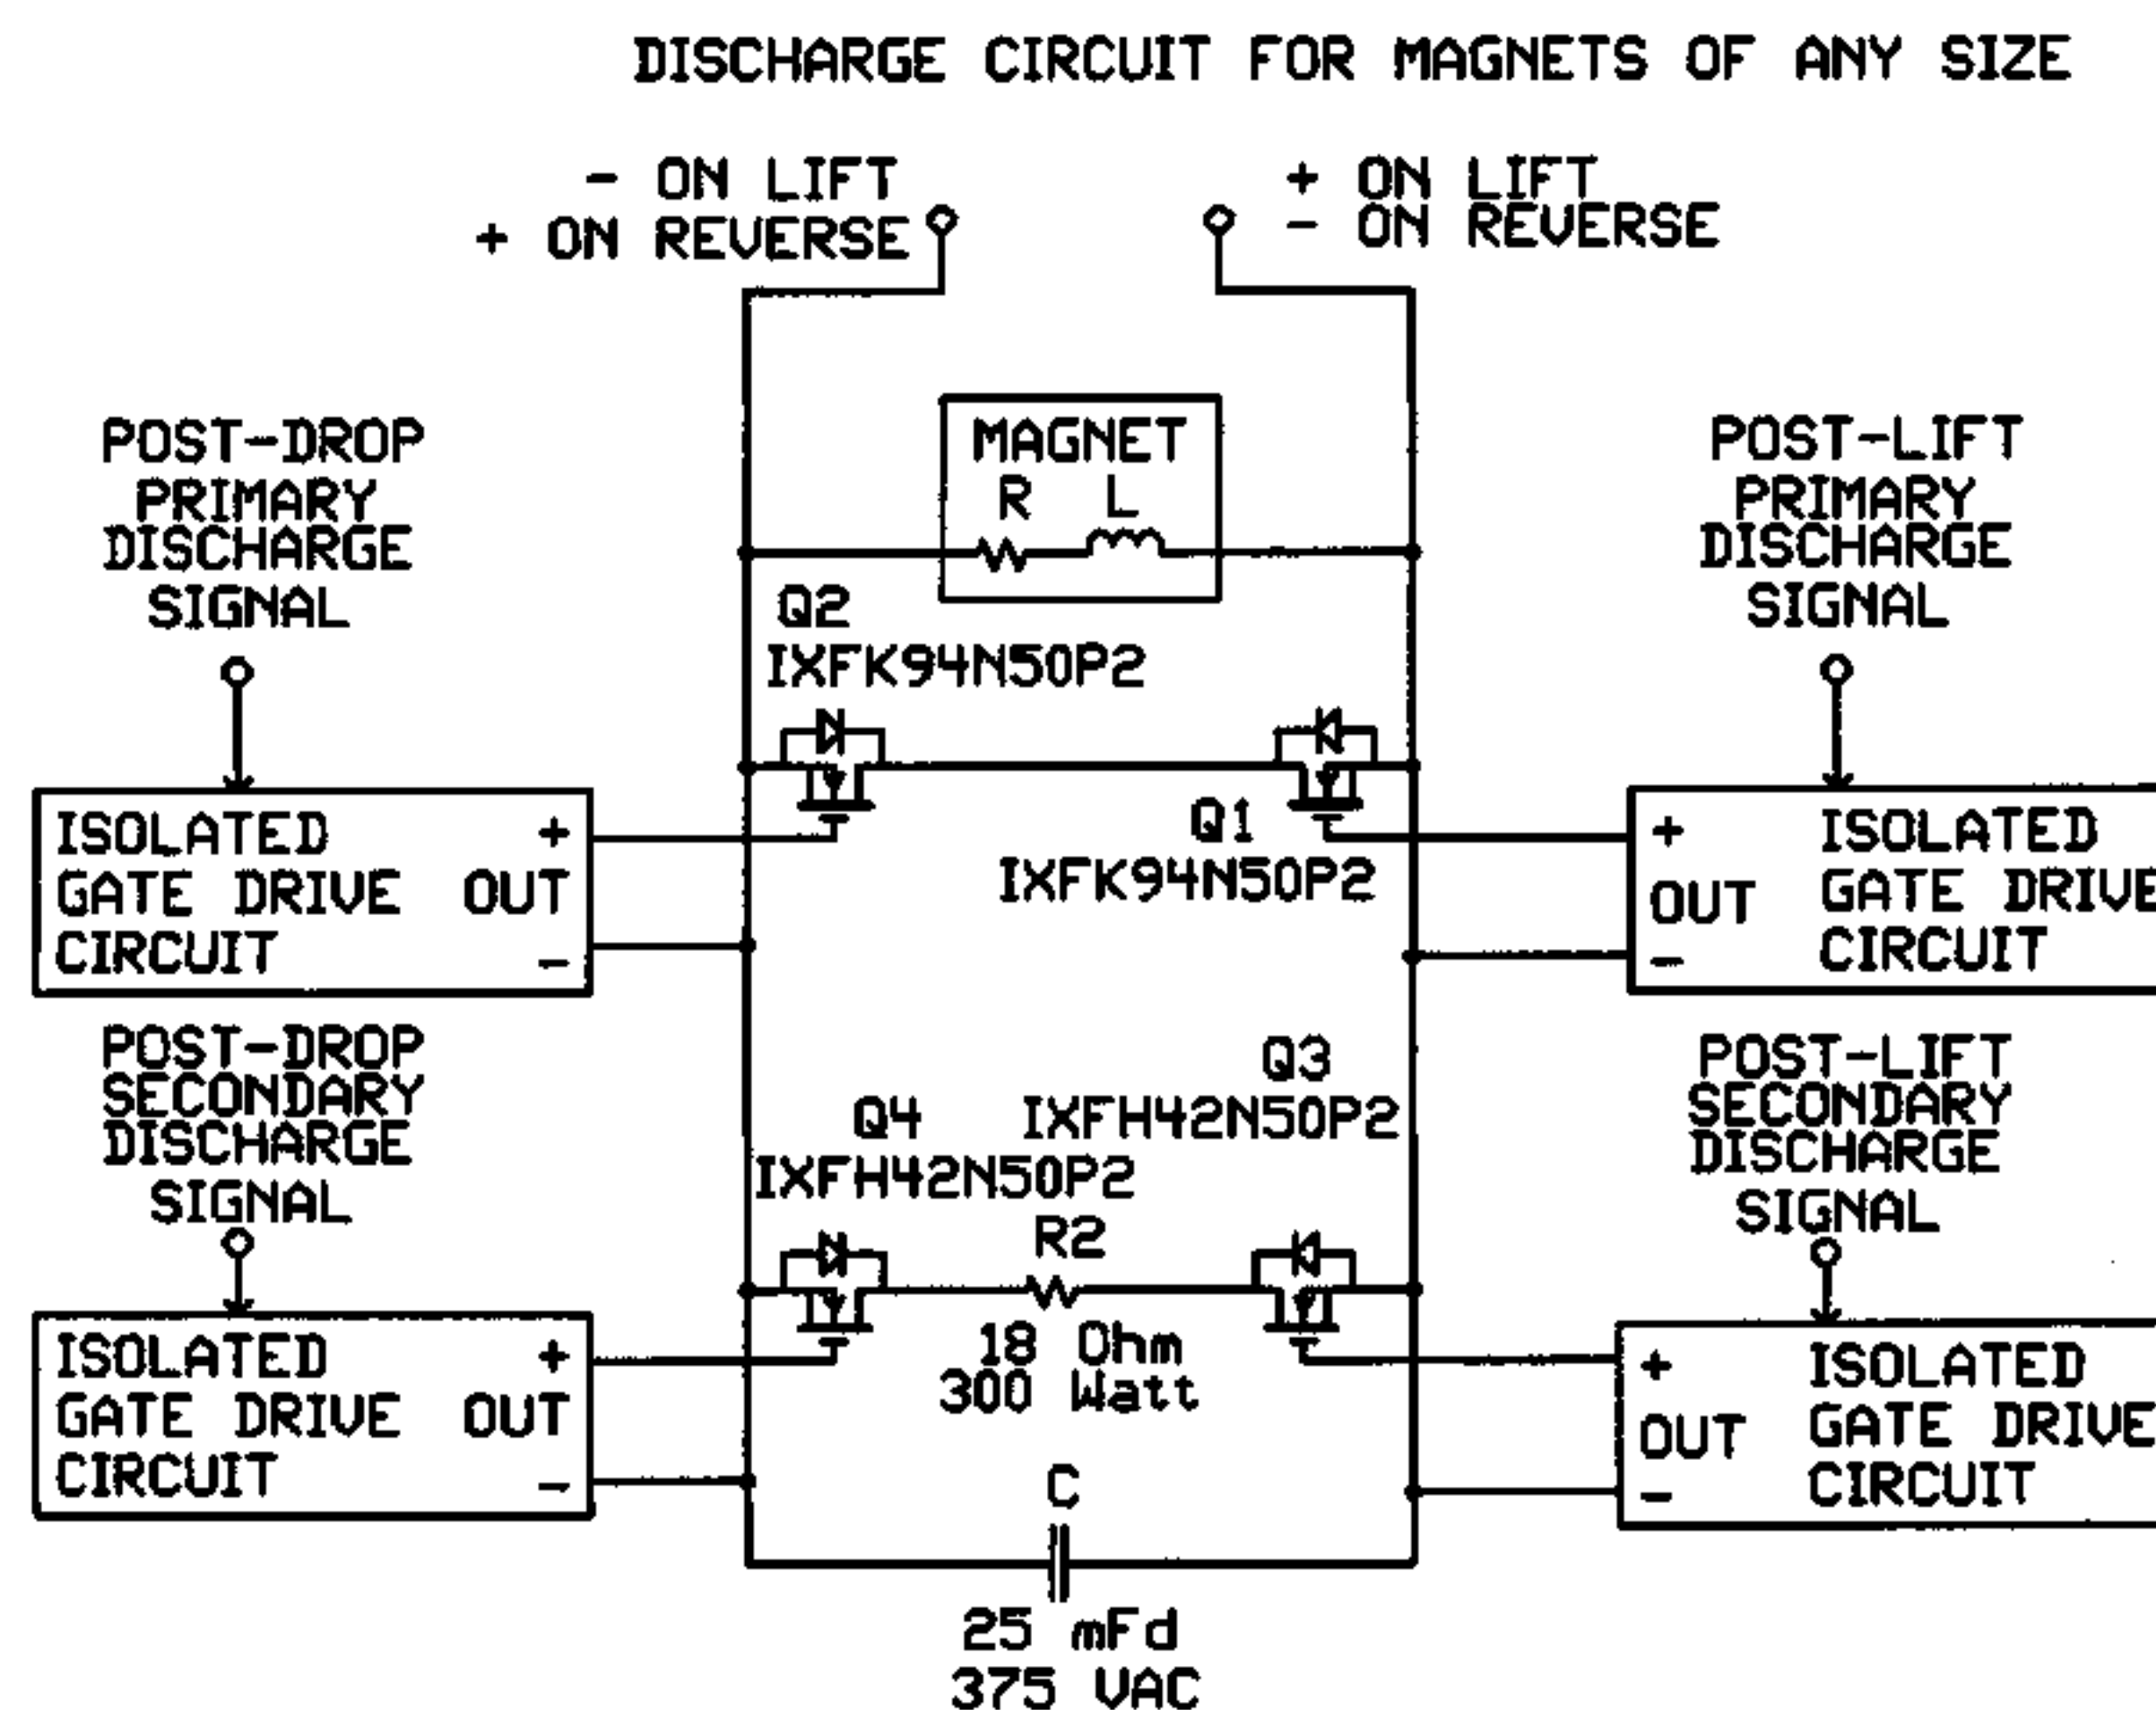 DISCHARGE CIRCUIT FOR MAGNETS OF ANY SIZE
- ON LIFT
+ ON REVERSE
+ ON LIFT
- ON REVERSE
MAGNET
R L
POST-DROP
PRIMARY
DISCHARGE
SIGNAL
POST-LIFT
PRIMARY
DISCHARGE
SIGNAL
Q2
IXFK94N50P2
Q1
IXFK94N50P2
ISOLATED +
GATE DRIVE OUT
CIRCUIT -
+ ISOLATED
OUT GATE DRIVE
- CIRCUIT
POST-DROP
SECONDARY
DISCHARGE
SIGNAL
POST-LIFT
SECONDARY
DISCHARGE
SIGNAL
Q3
IXFH42N50P2
Q4
IXFH42N50P2
R2
18 Ohm
300 Watt
ISOLATED +
GATE DRIVE OUT
CIRCUIT -
+ ISOLATED
OUT GATE DRIVE
- CIRCUIT
C
25 mFd
375 VAC